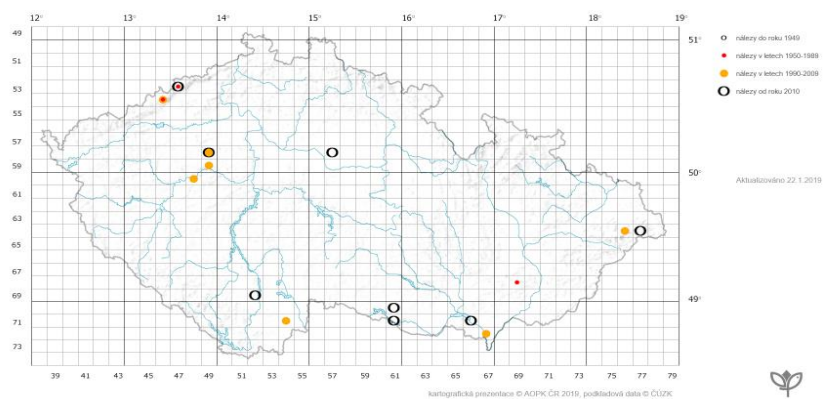 12° 13° 14° 15° 16° 17° 18° 19°
49
51
53
55
57
59
61
63
65
67
69
71
73
51°
50°
49°
39 41 43 45 47 49 51 53 55 57 59 61 63 65 67 69 71 73 75 77 79
nálezy do roku 1949
nálezy v letech 1950-1989
nálezy v letech 1990-2009
nálezy od roku 2010
Aktualizováno 22.1.2019
kartografická prezentace © AOPK ČR 2019, podkladová data © ČÚZK